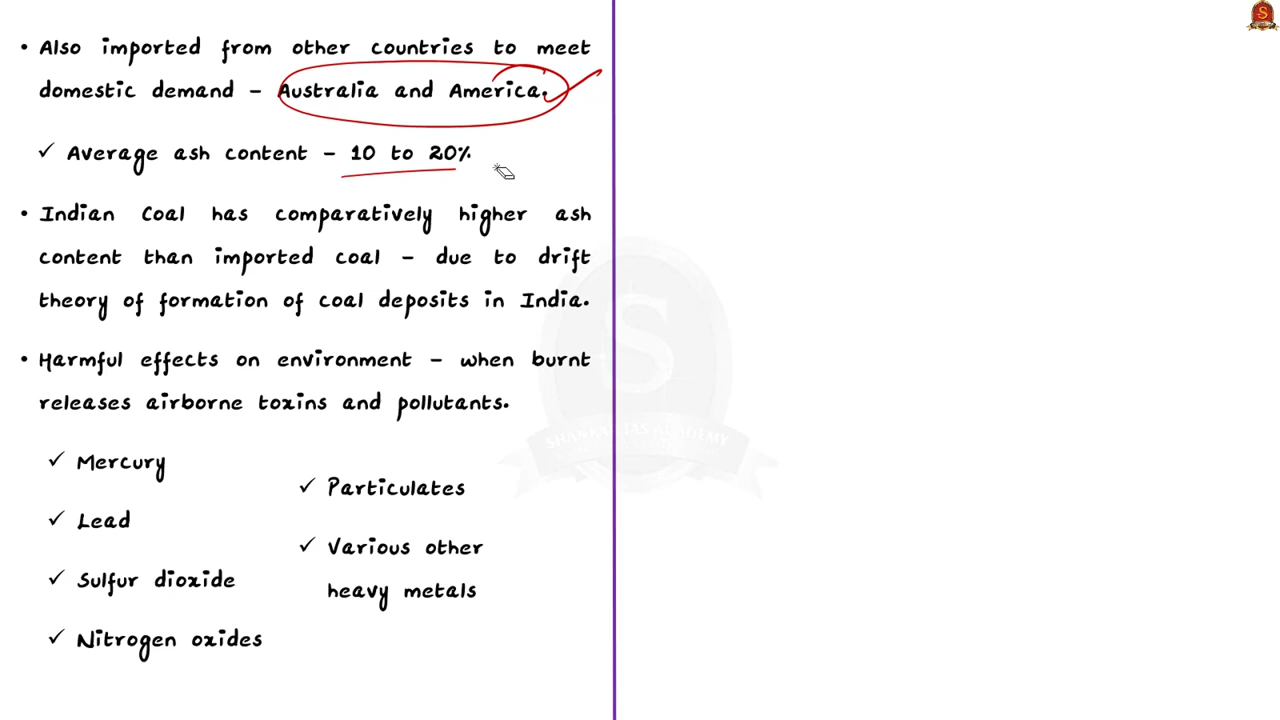 • Also imported from other countries to meet
domestic demand – Australia and America.
✓ Average ash content – 10 to 20%
• Indian Coal has comparatively higher ash
content than imported coal – due to drift
theory of formation of coal deposits in India.
• Harmful effects on environment – when burnt
releases airborne toxins and pollutants.
✓ Mercury
✓ Lead
✓ Sulfur dioxide
✓ Nitrogen oxides
✓ Particulates
✓ Various other
heavy metals
S
SHANKAR IAS ACADEMY
S